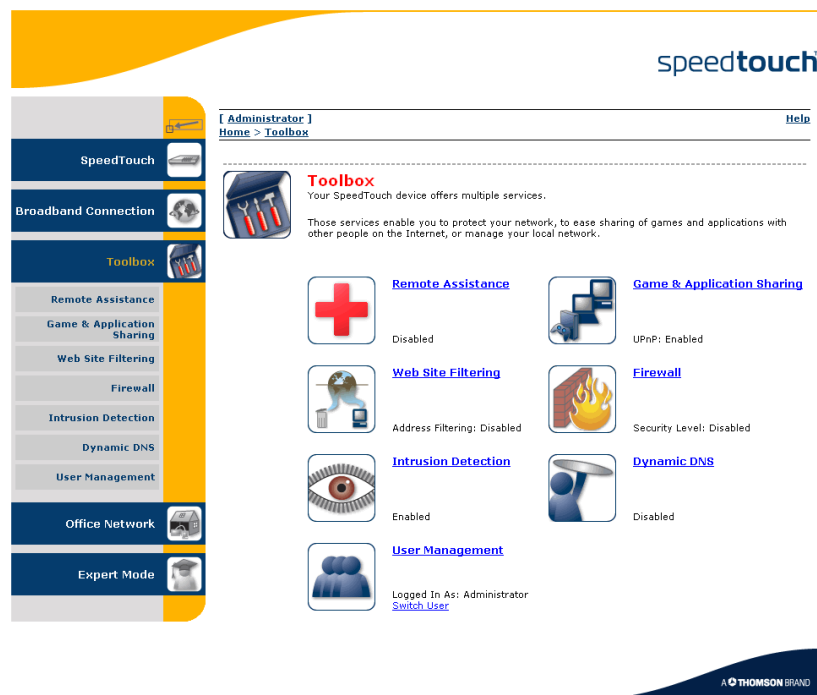 speedtouch
[ Administrator ]
Help
Home > Toolbox
SpeedTouch
Broadband Connection
Toolbox
Remote Assistance
Game & Application
Sharing
Web Site Filtering
Firewall
Intrusion Detection
Dynamic DNS
User Management
Office Network
Expert Mode
Toolbox
Your SpeedTouch device offers multiple services.
Those services enable you to protect your network, to ease sharing of games and applications with
other people on the Internet, or manage your local network.
Remote Assistance
Disabled
Game & Application Sharing
UPnP: Enabled
Web Site Filtering
Address Filtering: Disabled
Firewall
Security Level: Disabled
Intrusion Detection
Enabled
Dynamic DNS
Disabled
User Management
Logged In As: Administrator
Switch User
A THOMSON BRAND